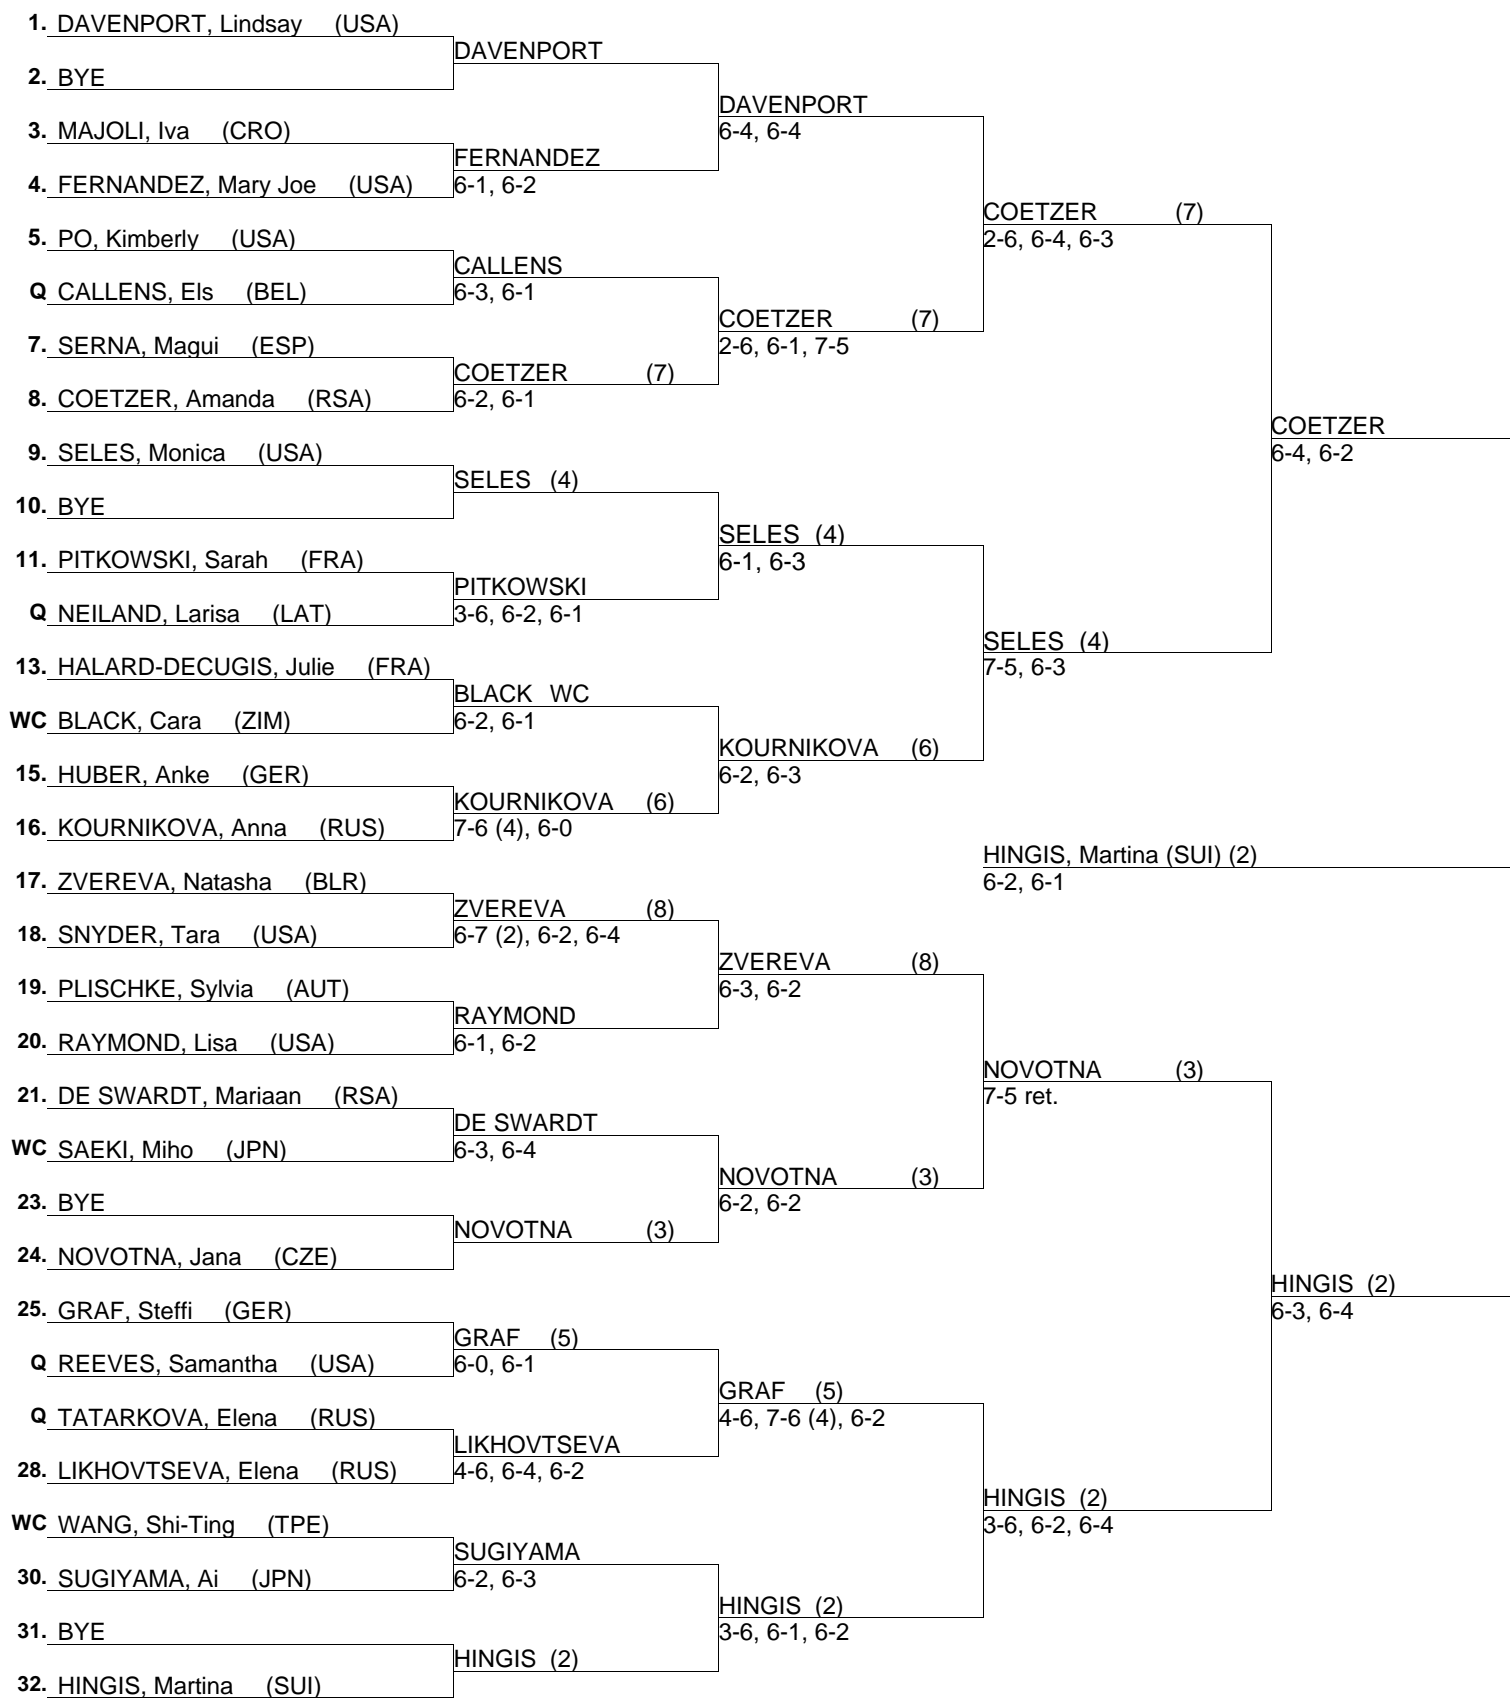 1. DAVENPORT, Lindsay (USA)
DAVENPORT
2. BYE
DAVENPORT
6-4, 6-4
3. MAJOLI, Iva (CRO)
FERNANDEZ
4. FERNANDEZ, Mary Joe (USA)
6-1, 6-2
COETZER (7)
2-6, 6-4, 6-3
5. PO, Kimberly (USA)
CALLENS
Q CALLENS, Els (BEL)
6-3, 6-1
COETZER (7)
2-6, 6-1, 7-5
7. SERNA, Magui (ESP)
COETZER (7)
8. COETZER, Amanda (RSA)
6-2, 6-1
COETZER
6-4, 6-2
9. SELES, Monica (USA)
SELES (4)
10. BYE
SELES (4)
6-1, 6-3
11. PITKOWSKI, Sarah (FRA)
PITKOWSKI
Q NEILAND, Larisa (LAT)
3-6, 6-2, 6-1
SELES (4)
7-5, 6-3
13. HALARD-DECUGIS, Julie (FRA)
BLACK WC
WC BLACK, Cara (ZIM)
6-2, 6-1
KOURNIKOVA (6)
6-2, 6-3
15. HUBER, Anke (GER)
KOURNIKOVA (6)
16. KOURNIKOVA, Anna (RUS)
7-6 (4), 6-0
HINGIS, Martina (SUI) (2)
6-2, 6-1
17. ZVEREVA, Natasha (BLR)
ZVEREVA (8)
18. SNYDER, Tara (USA)
6-7 (2), 6-2, 6-4
ZVEREVA (8)
6-3, 6-2
19. PLISCHKE, Sylvia (AUT)
RAYMOND
20. RAYMOND, Lisa (USA)
6-1, 6-2
NOVOTNA (3)
7-5 ret.
21. DE SWARDT, Mariaan (RSA)
DE SWARDT
WC SAEKI, Miho (JPN)
6-3, 6-4
NOVOTNA (3)
6-2, 6-2
23. BYE
NOVOTNA (3)
24. NOVOTNA, Jana (CZE)
HINGIS (2)
6-3, 6-4
25. GRAF, Steffi (GER)
GRAF (5)
Q REEVES, Samantha (USA)
6-0, 6-1
GRAF (5)
4-6, 7-6 (4), 6-2
Q TATARKOVA, Elena (RUS)
LIKHOVTSEVA
28. LIKHOVTSEVA, Elena (RUS)
4-6, 6-4, 6-2
HINGIS (2)
3-6, 6-2, 6-4
WC WANG, Shi-Ting (TPE)
SUGIYAMA
30. SUGIYAMA, Ai (JPN)
6-2, 6-3
HINGIS (2)
3-6, 6-1, 6-2
31. BYE
HINGIS (2)
32. HINGIS, Martina (SUI)